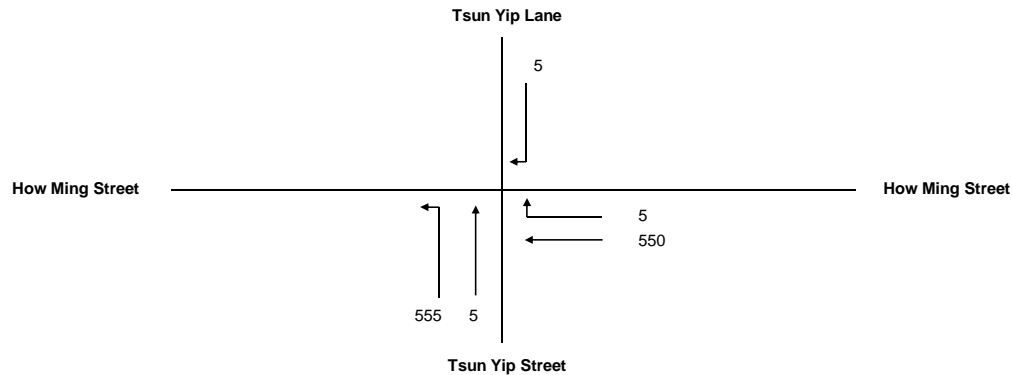 Tsun Yip Lane
5
How Ming Street
How Ming Street
5
550
555 5
Tsun Yip Street